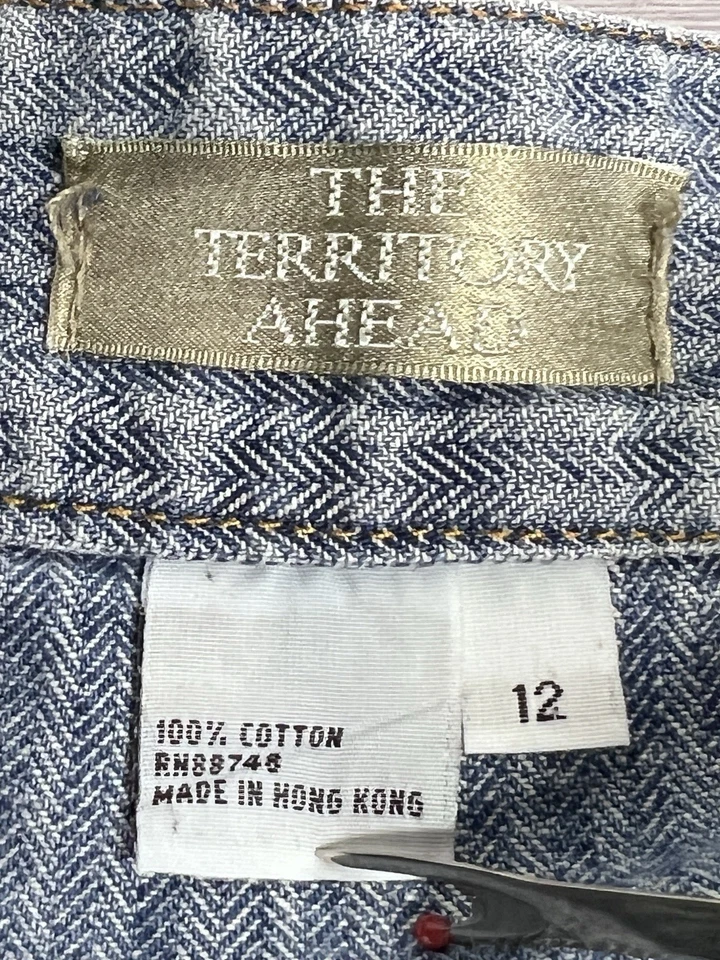 THE
TERRITORY
AHEAD
12
100% COTTON
RN88748
MADE IN HONG KONG